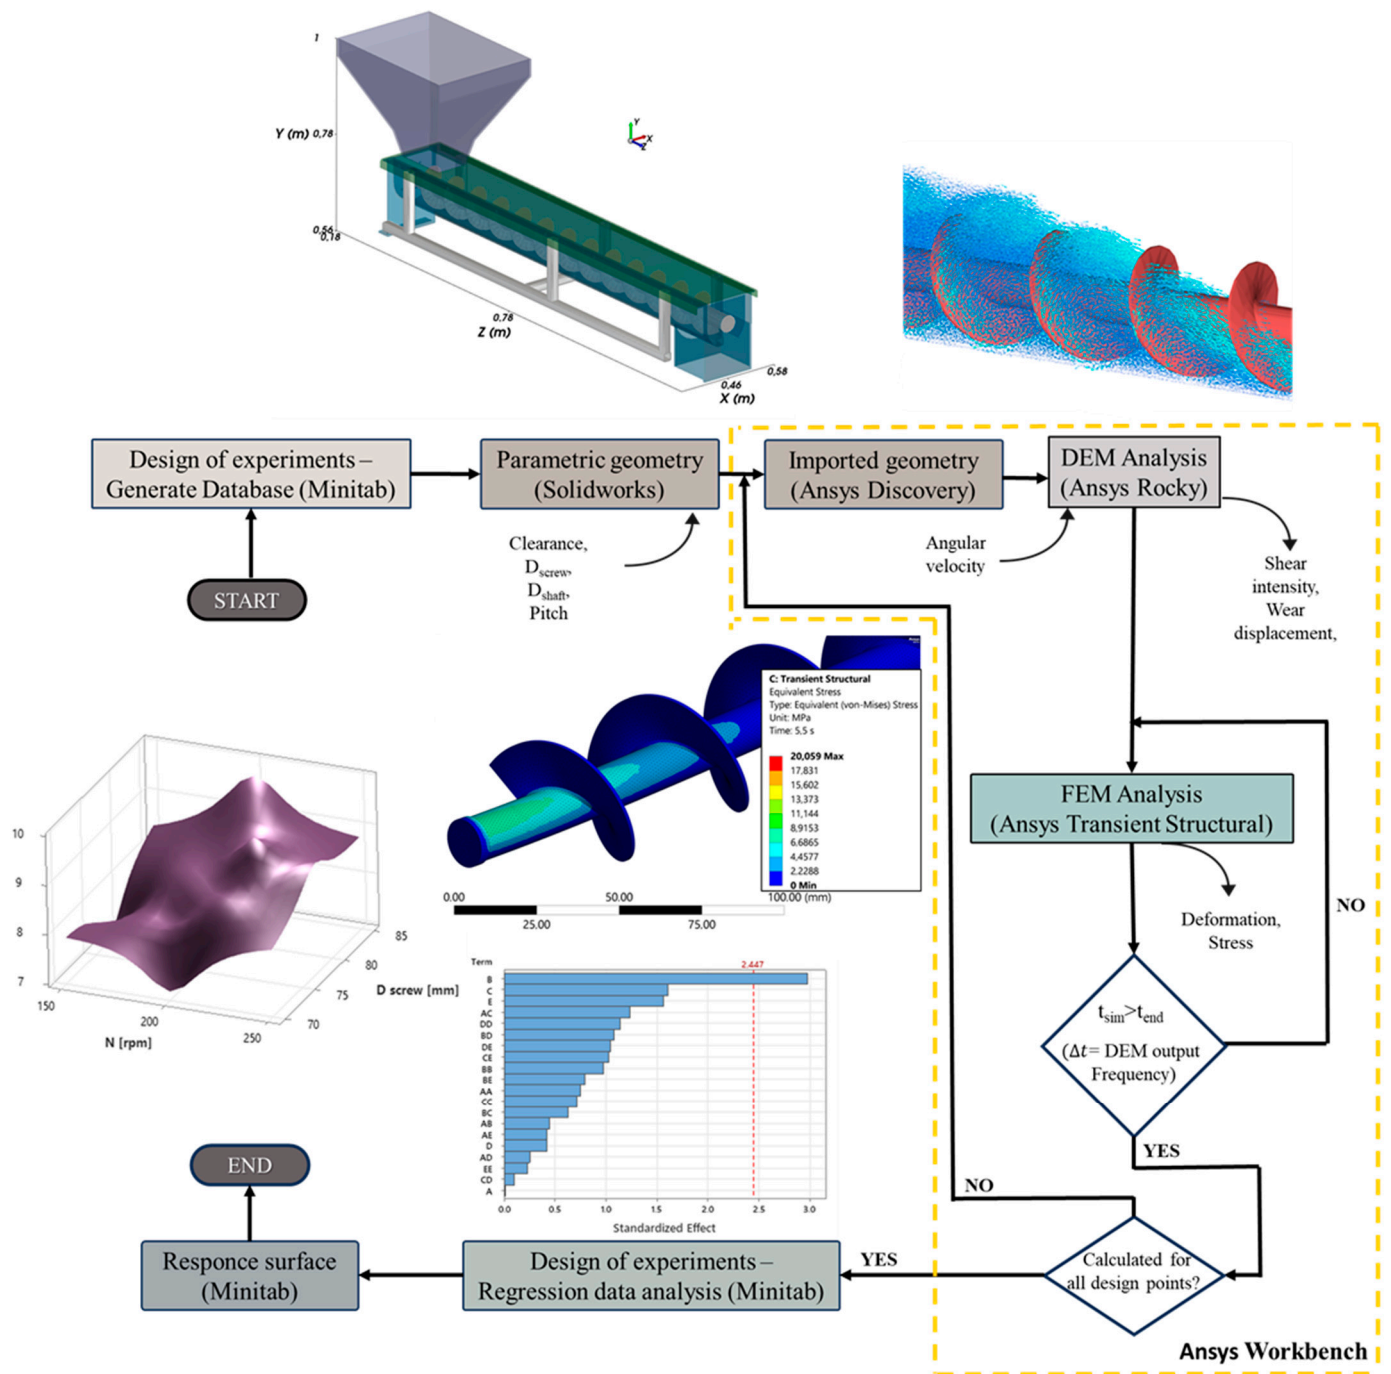 1
Y (m)
0,78
0,56
0,18
0,78
Z (m)
0,46
0,58
X (m)
Y
X
Z
Design of experiments –
Generate Database (Minitab)
Parametric geometry
(Solidworks)
Imported geometry
(Ansys Discovery)
DEM Analysis
(Ansys Rocky)
START
Clearance,
Dscrew,
Dshaft,
Pitch
Angular
velocity
Shear
intensity,
Wear
displacement,
C: Transient Structural
Equivalent Stress
Type: Equivalent (von-Mises) Stress
Unit: MPa
Time: 5,5 s
20,059 Max
17,831
15,602
13,373
11,144
8,9153
6,6865
4,4577
2,2288
0 Min
0.00
50.00
100.00 (mm)
25.00
75.00
FEM Analysis
(Ansys Transient Structural)
Deformation,
Stress
NO
10
9
8
7
150
200
250
N [rpm]
70
75
80
85
D screw [mm]
Term
2.447
B
C
E
AC
DD
BD
DE
CE
BB
BE
AA
CC
BC
AB
AE
D
AD
EE
CD
A
0.0
0.5
1.0
1.5
2.0
2.5
3.0
Standardized Effect
tsim>tend
(Δt= DEM output
Frequency)
YES
NO
Calculated for
all design points?
YES
Design of experiments –
Regression data analysis (Minitab)
Responce surface
(Minitab)
END
Ansys Workbench